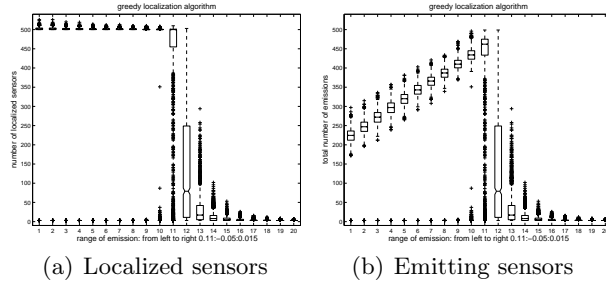 greedy localization algorithm
number of localized sensors
500
450
400
350
300
250
200
150
100
50
0
1 2 3 4 5 6 7 8 9 10 11 12 13 14 15 16 17 18 19 20
range of emission: from left to right 0.11:−0.05:0.015
(a) Localized sensors
greedy localization algorithm
total number of emissions
500
450
400
350
300
250
200
150
100
50
0
1 2 3 4 5 6 7 8 9 10 11 12 13 14 15 16 17 18 19 20
range of emission: from left to right 0.11:−0.05:0.015
(b) Emitting sensors